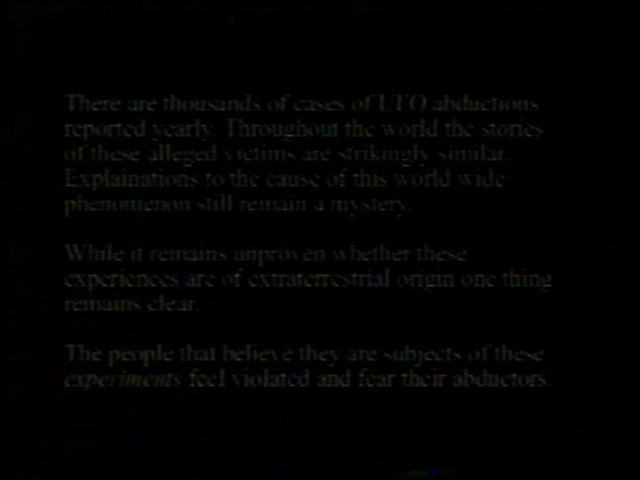 There are thousands of cases of UFO abductions
reported yearly. Throughout the world the stories
of these alleged victims are strikingly similar.
Explainations to the cause of this world wide
phenomenon still remain a mystery.
While it remains unproven whether these
experiences are of extraterrestrial origin one thing
remains clear.
The people that believe they are subjects of these
experiments feel violated and fear their abductors.